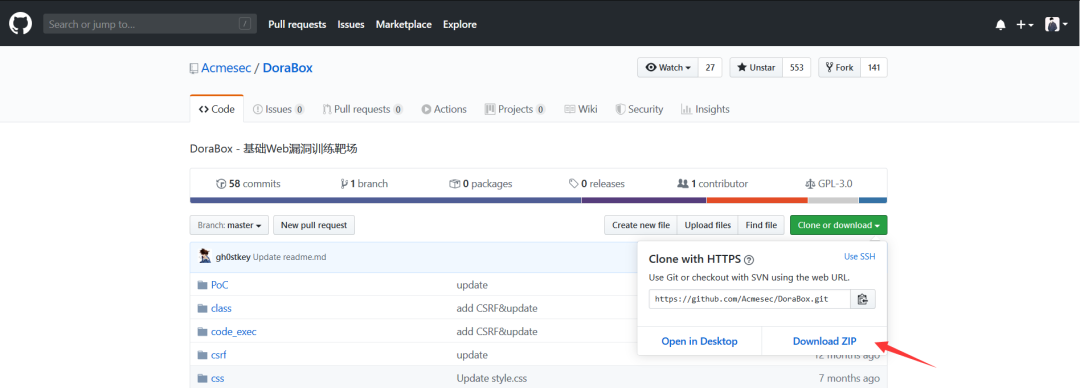 Search or jump to... / Pull requests Issues Marketplace Explore
Acmesec / DoraBox Watch 27 Unstar 553 Fork 141
Code Issues 0 Pull requests 0 Actions Projects 0 Wiki Security Insights
DoraBox - 基础Web漏洞训练靶场
58 commits 1 branch 0 packages 0 releases 1 contributor GPL-3.0
Branch: master New pull request Create new file Upload files Find file Clone or download
gh0stkey Update readme.md
Clone with HTTPS ? Use SSH
Use Git or checkout with SVN using the web URL.
https://github.com/Acmesec/DoraBox.git
Open in Desktop Download ZIP
PoC update
class add CSRF&update
code_exec add CSRF&update
csrf update 12 months ago
css Update style.css 7 months ago